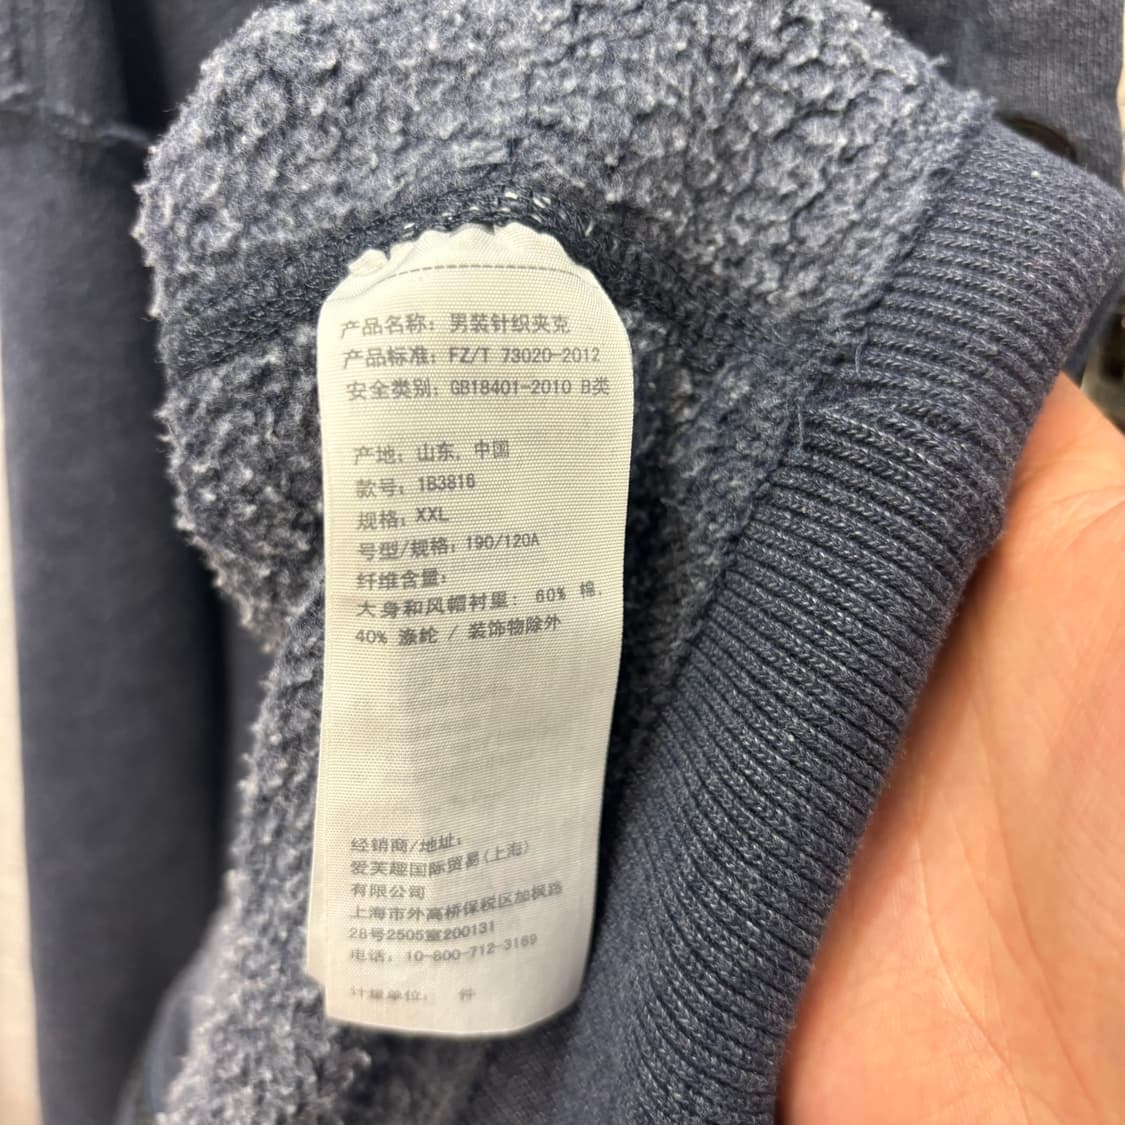 产品名称: 男装针织夹克
产品标准: FZ/T 73020-2012
安全类别: GB18401-2010 B类
产地: 山东, 中国
款号: 1B3816
规格: XXL
号型/规格: 190/120A
纤维含量:
大身和风帽衬里: 60% 棉,
40% 涤纶 / 装饰物除外
经销商/地址:
爱芙趣国际贸易(上海)
有限公司
上海市外高桥保税区加枫路
28号2505室200131
电话: 10-800-712-3169
计量单位: 件